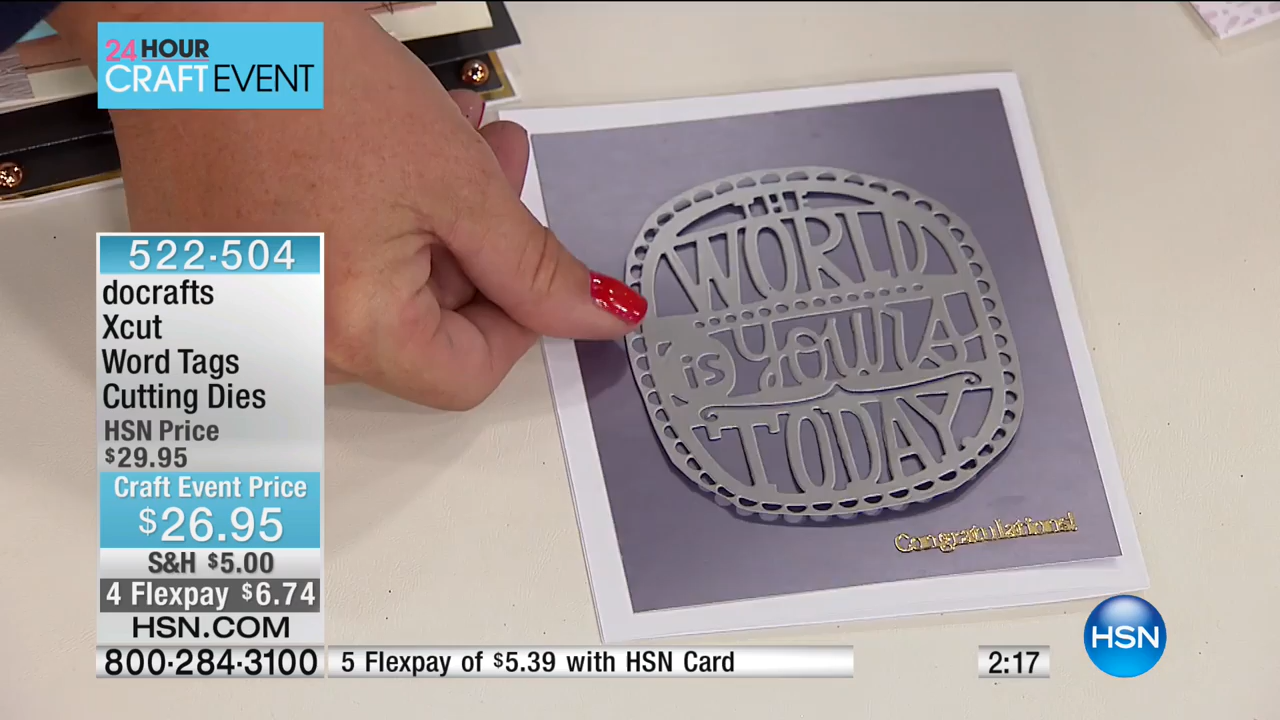 24 HOUR
CRAFT EVENT
522-504
docrafts
Xcut
Word Tags
Cutting Dies
HSN Price
$29.95
Craft Event Price
$26.95
S&H $5.00
4 Flexpay $6.74
HSN.COM
800-284-3100
5 Flexpay of $5.39 with HSN Card
2:17
HSN
THE
WORLD
is yours
TODAY.
Congratulations!